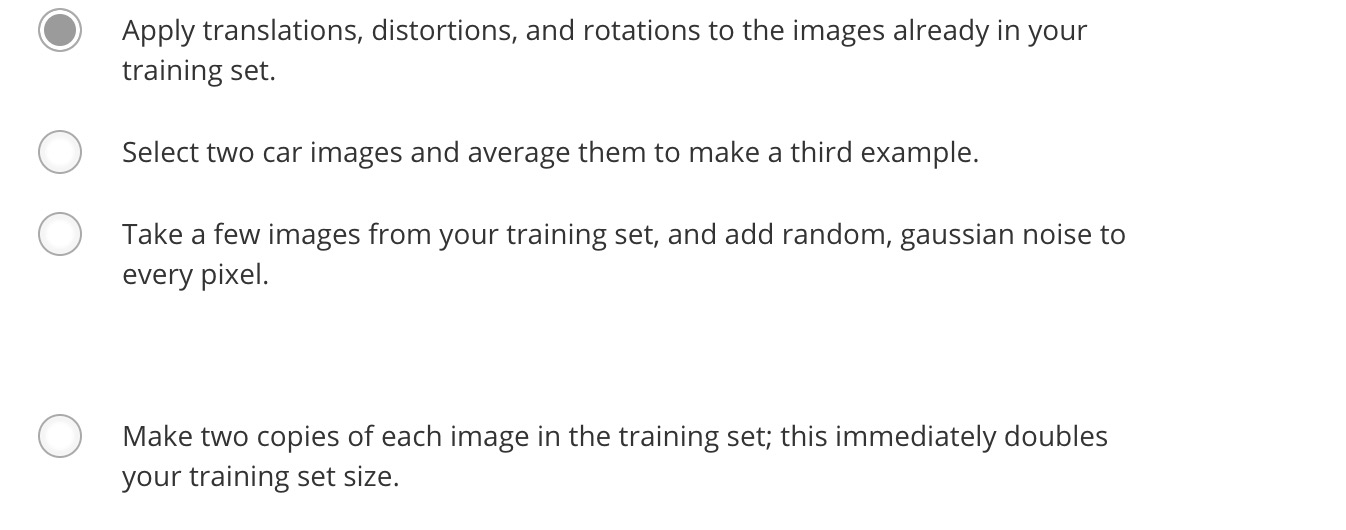 Apply translations, distortions, and rotations to the images already in your
training set.
Select two car images and average them to make a third example.
Take a few images from your training set, and add random, gaussian noise to
every pixel.
Make two copies of each image in the training set; this immediately doubles
your training set size.